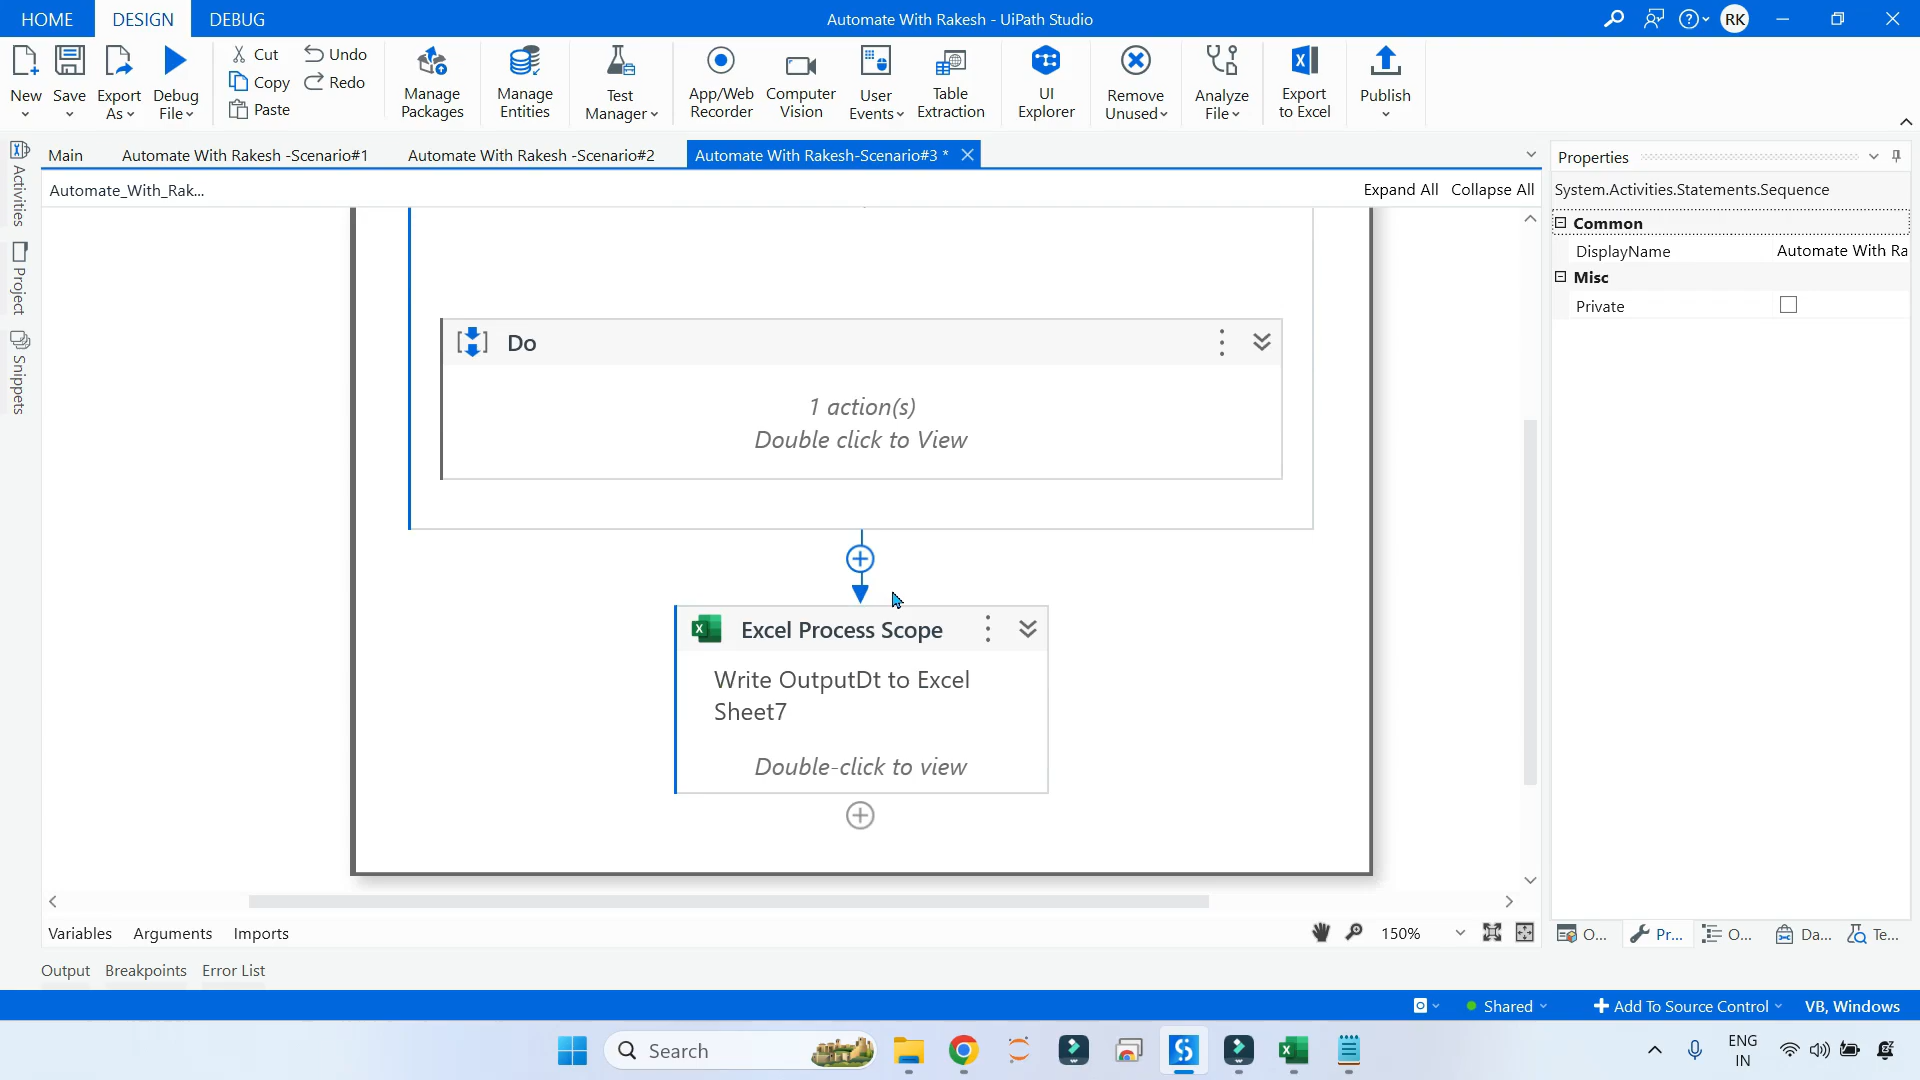 HOME
DESIGN
DEBUG
Automate With Rakesh - UiPath Studio
RK
New
Save
Export
As
Debug
File
Cut
Copy
Paste
Undo
Redo
Manage
Packages
Manage
Entities
Test
Manager
App/Web
Recorder
Computer
Vision
User
Events
Table
Extraction
UI
Explorer
Remove
Unused
Analyze
File
Export
to Excel
Publish
Main
Automate With Rakesh -Scenario#1
Automate With Rakesh -Scenario#2
Automate With Rakesh-Scenario#3 *
Activities
Project
Snippets
Automate_With_Rak...
Expand All
Collapse All
Do
1 action(s)
Double click to View
Excel Process Scope
Write OutputDt to Excel
Sheet7
Double-click to view
Properties
System.Activities.Statements.Sequence
Common
DisplayName
Automate With Ra
Misc
Private
Variables
Arguments
Imports
150%
O...
Pr...
O...
Da...
Te...
Output
Breakpoints
Error List
Shared
Add To Source Control
VB, Windows
Search
ENG
IN